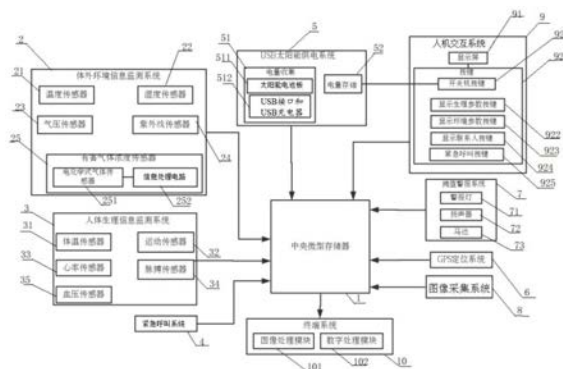 2
体外环境信息监测系统
22
21
温度传感器
湿度传感器
23
气压传感器
紫外线传感器
24
25
有害气体浓度传感器
电化学式气体传感器
信号处理电路
251
252
3
人体生理信息监测系统
31
体温传感器
运动传感器
32
33
心率传感器
脉搏传感器
34
35
血压传感器
紧急呼叫系统
4
5
USB太阳能供电系统
51
电量收集
52
511
太阳能电池板
电量存储
512
USB接口和
USB充电器
中央微型存储器
1
终端系统
图像处理模块
数字处理模块
101
102
10
91
9
人机交互系统
显示屏
按键
开关机按键
显示生理参数按键
922
显示环境参数按键
923
显示联系人按键
924
紧急呼叫按键
925
阈值警报系统
7
警报灯
71
扬声器
72
马达
73
GPS定位系统
6
图像采集系统
8